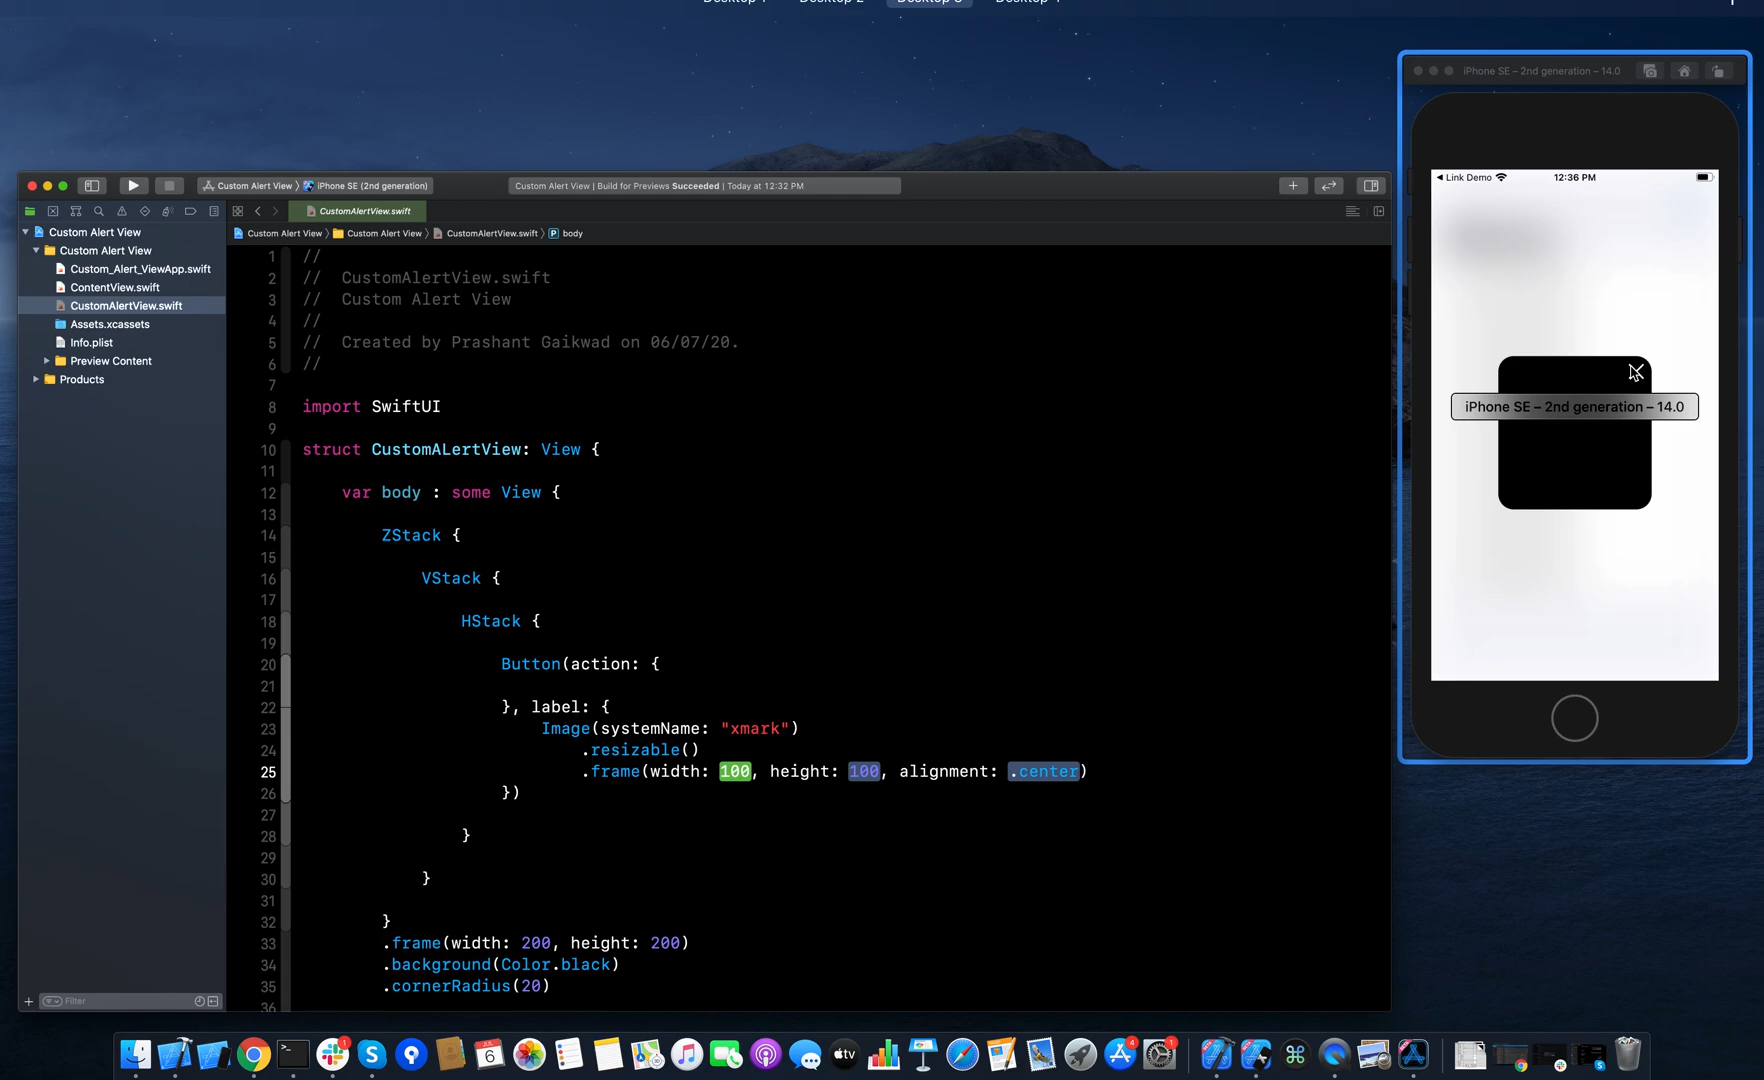 iPhone SE – 2nd generation – 14.0
Custom Alert View 〉 iPhone SE (2nd generation)
Custom Alert View | Build for Previews Succeeded | Today at 12:32 PM
Link Demo
12:36 PM
CustomAlertView.swift
Custom Alert View
Custom Alert View
Custom_Alert_ViewApp.swift
ContentView.swift
CustomAlertView.swift
Assets.xcassets
Info.plist
Preview Content
Products
Filter
Custom Alert View 〉 Custom Alert View 〉 CustomAlertView.swift 〉 P body
1 //
2 // CustomAlertView.swift
3 // Custom Alert View
4 //
5 // Created by Prashant Gaikwad on 06/07/20.
6 //
7
8 import SwiftUI
9
10 struct CustomALertView: View {
11
12 var body : some View {
13
14 ZStack {
15
16 VStack {
17
18 HStack {
19
20 Button(action: {
21
22 }, label: {
23 Image(systemName: "xmark")
24 .resizable()
25 .frame(width: 100, height: 100, alignment: .center)
26 })
27
28 }
29
30 }
31
32 }
33 .frame(width: 200, height: 200)
34 .background(Color.black)
35 .cornerRadius(20)
36
iPhone SE – 2nd generation – 14.0
1
JUL
6
tv
4
1